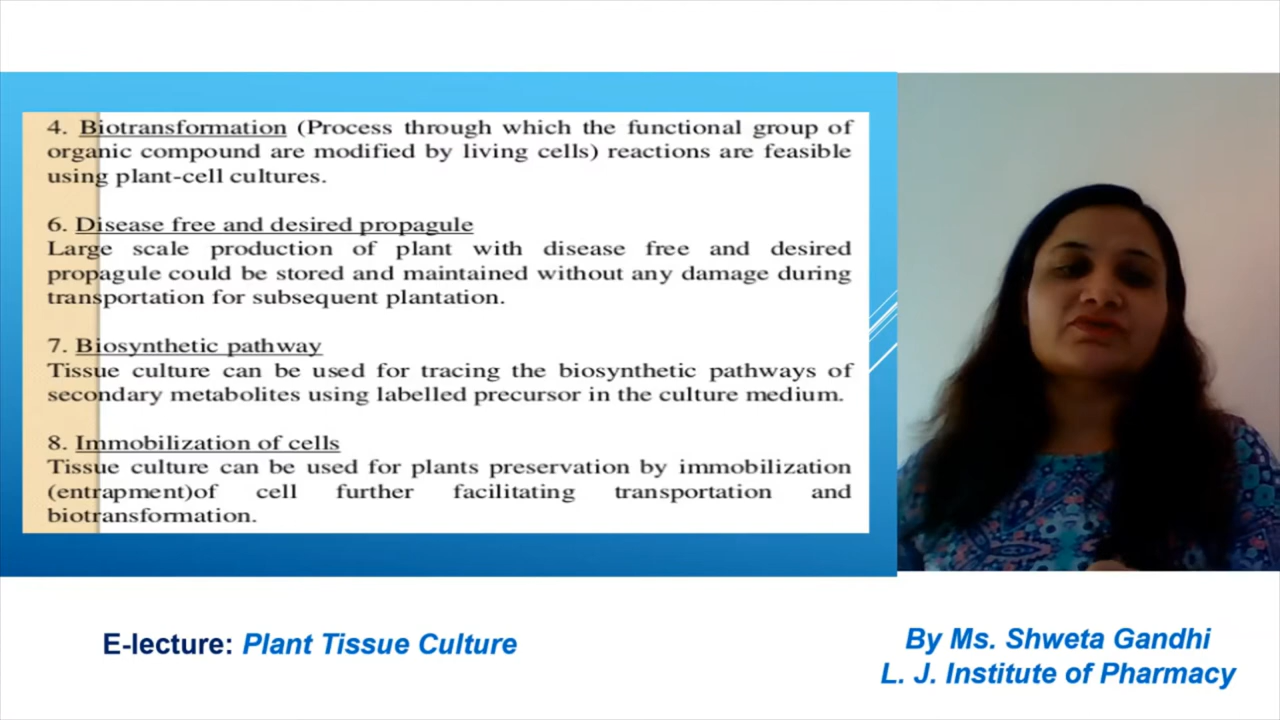 4. Biotransformation (Process through which the functional group of
organic compound are modified by living cells) reactions are feasible
using plant-cell cultures.
6. Disease free and desired propagule
Large scale production of plant with disease free and desired
propagule could be stored and maintained without any damage during
transportation for subsequent plantation.
7. Biosynthetic pathway
Tissue culture can be used for tracing the biosynthetic pathways of
secondary metabolites using labelled precursor in the culture medium.
8. Immobilization of cells
Tissue culture can be used for plants preservation by immobilization
(entrapment)of cell further facilitating transportation and
biotransformation.
E-lecture: Plant Tissue Culture
By Ms. Shweta Gandhi
L. J. Institute of Pharmacy